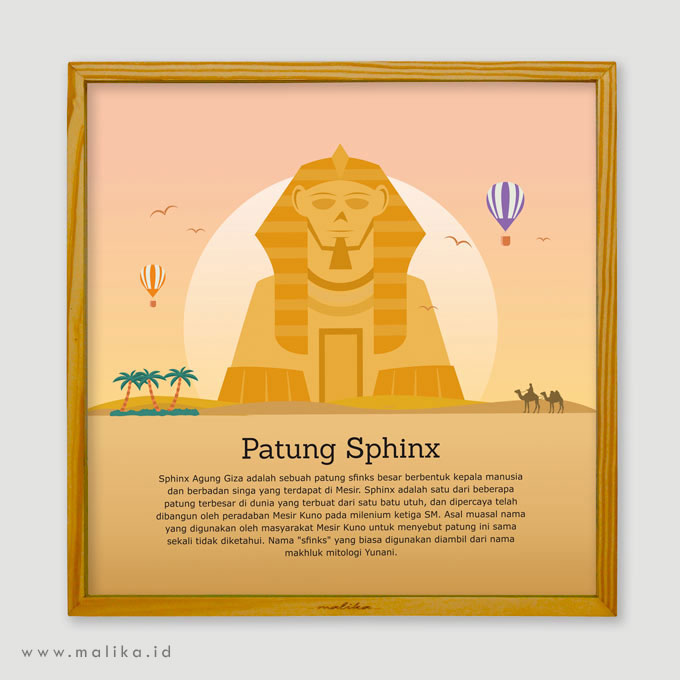 Patung Sphinx
Sphinx Agung Giza adalah sebuah patung sfinks besar berbentuk kepala manusia
dan berbadan singa yang terdapat di Mesir. Sphinx adalah satu dari beberapa
patung terbesar di dunia yang terbuat dari satu batu utuh, dan dipercaya telah
dibangun oleh peradaban Mesir Kuno pada milenium ketiga SM. Asal muasal nama
yang digunakan oleh masyarakat Mesir Kuno untuk menyebut patung ini sama
sekali tidak diketahui. Nama "sfinks" yang biasa digunakan diambil dari nama
makhluk mitologi Yunani.
malika
www.malika.id